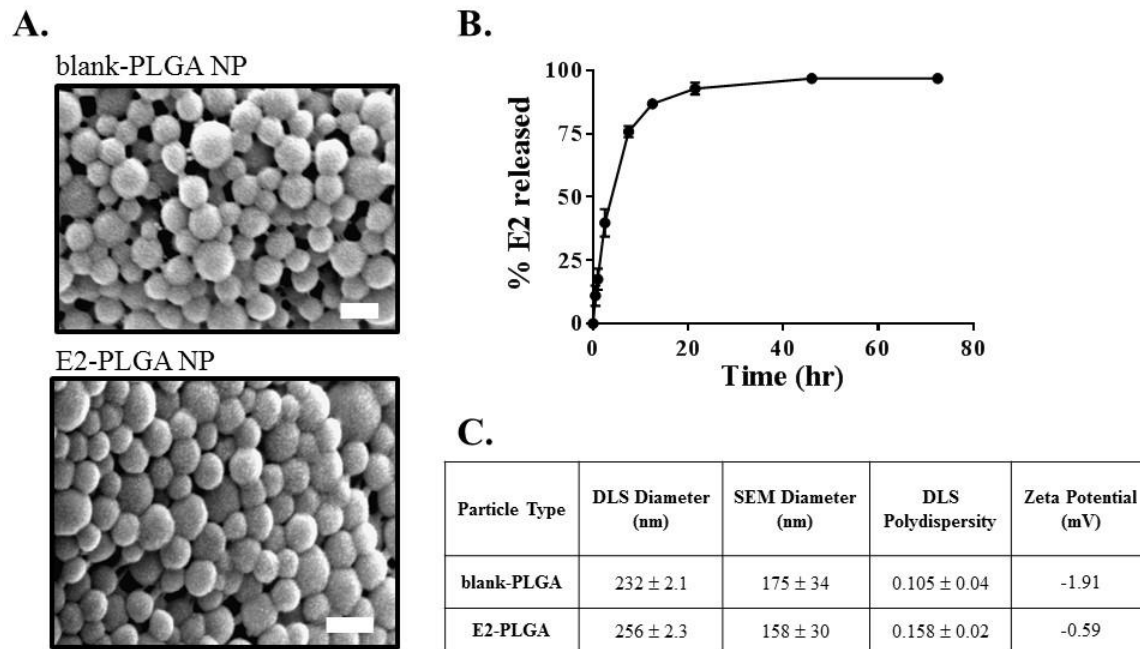 A.
blank-PLGA NP
E2-PLGA NP
B.
% E2 released
100
75
50
25
0
0 20 40 60 80
Time (hr)
C.
Particle Type DLS Diameter (nm) SEM Diameter (nm) DLS Polydispersity Zeta Potential (mV)
blank-PLGA 232 ± 2.1 175 ± 34 0.105 ± 0.04 -1.91
E2-PLGA 256 ± 2.3 158 ± 30 0.158 ± 0.02 -0.59